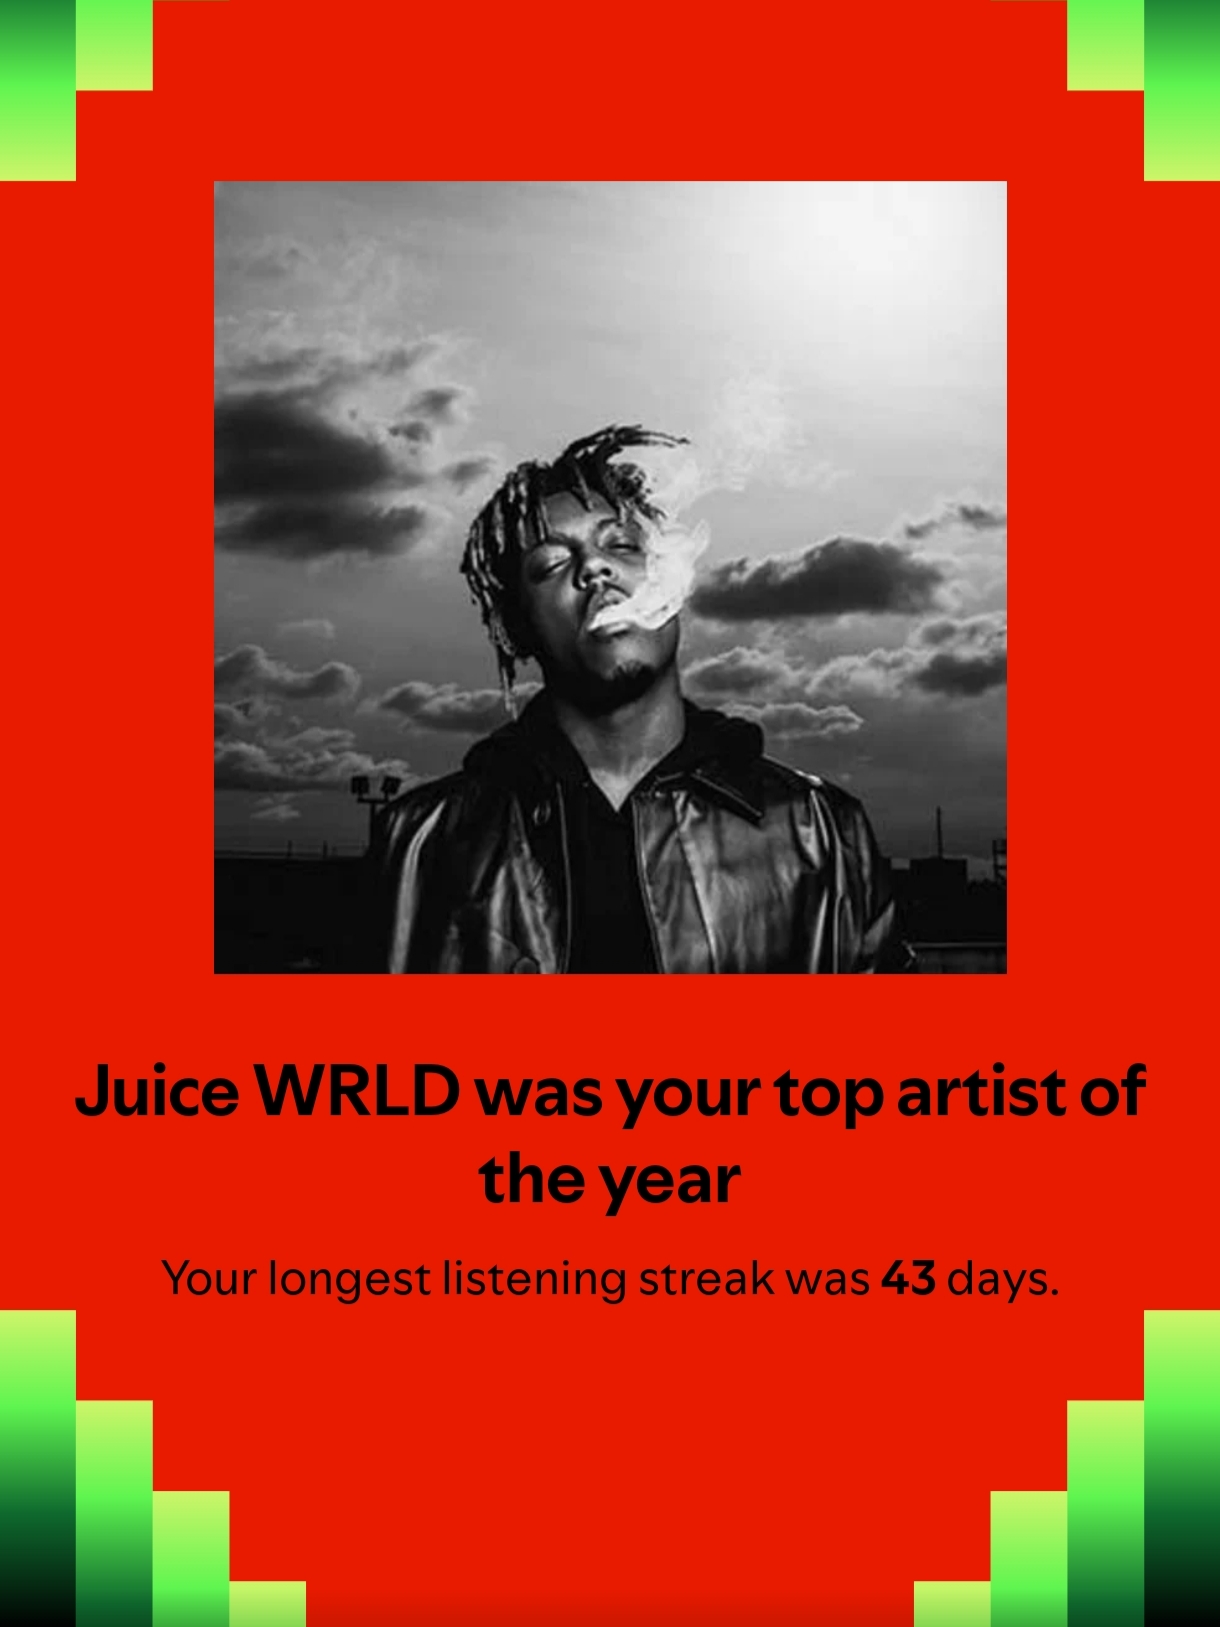 Juice WRLD was your top artist of
the year
Your longest listening streak was 43 days.